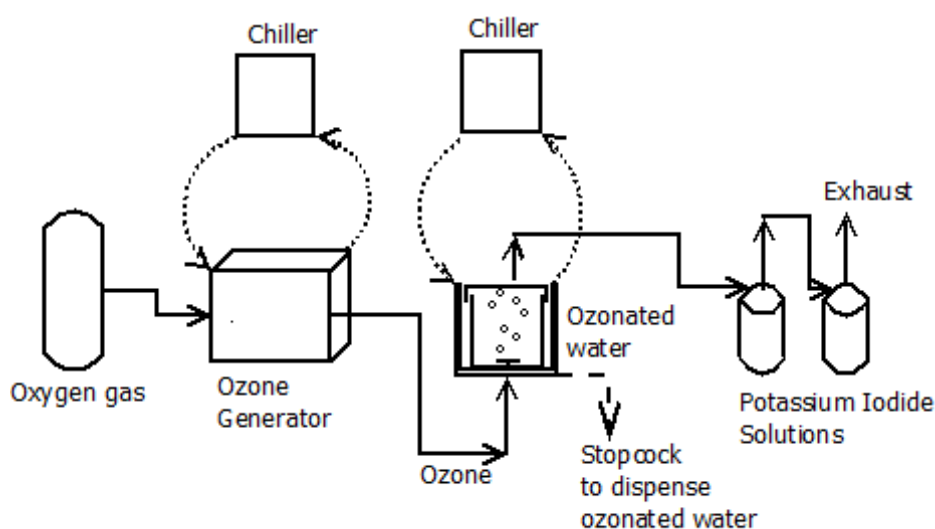 Chiller
Chiller
Exhaust
Oxygen gas
Ozone
Generator
Ozonated
water
Potassium Iodide
Solutions
Ozone
Stopcock
to dispense
ozonated water